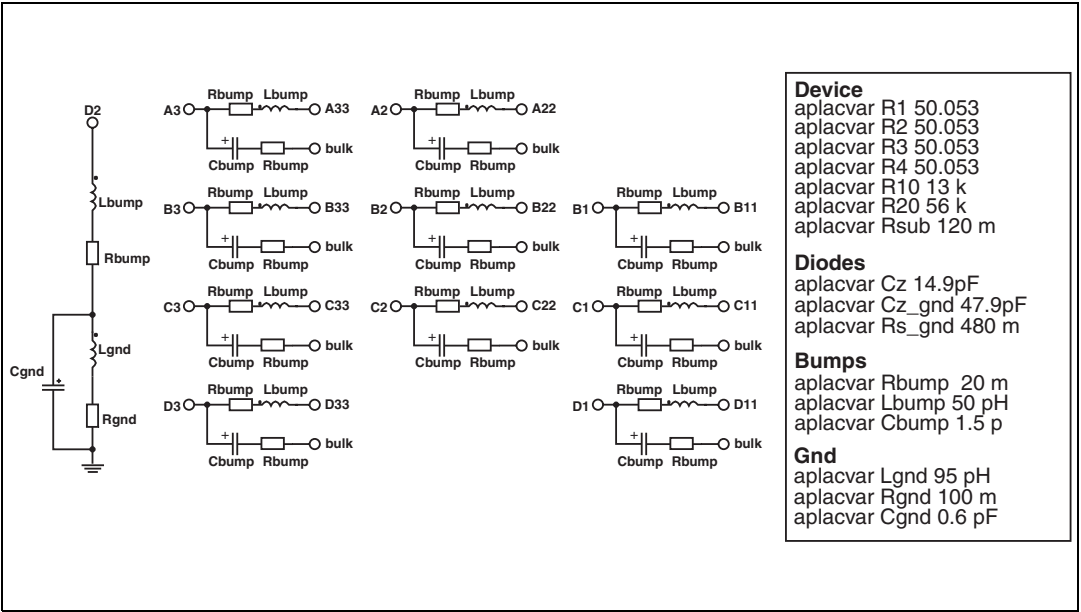 D2
Lbump
Rbump
Lgnd
Cgnd
Rgnd
Rbump Lbump
A3 A33
+ bulk
Cbump Rbump
Rbump Lbump
A2 A22
+ bulk
Cbump Rbump
Rbump Lbump
B3 B33
+ bulk
Cbump Rbump
Rbump Lbump
B2 B22
+ bulk
Cbump Rbump
Rbump Lbump
B1 B11
+ bulk
Cbump Rbump
Rbump Lbump
C3 C33
+ bulk
Cbump Rbump
Rbump Lbump
C2 C22
+ bulk
Cbump Rbump
Rbump Lbump
C1 C11
+ bulk
Cbump Rbump
Rbump Lbump
D3 D33
+ bulk
Cbump Rbump
Rbump Lbump
D1 D11
+ bulk
Cbump Rbump
Device
aplacvar R1 50.053
aplacvar R2 50.053
aplacvar R3 50.053
aplacvar R4 50.053
aplacvar R10 13 k
aplacvar R20 56 k
aplacvar Rsub 120 m
Diodes
aplacvar Cz 14.9pF
aplacvar Cz_gnd 47.9pF
aplacvar Rs_gnd 480 m
Bumps
aplacvar Rbump 20 m
aplacvar Lbump 50 pH
aplacvar Cbump 1.5 p
Gnd
aplacvar Lgnd 95 pH
aplacvar Rgnd 100 m
aplacvar Cgnd 0.6 pF